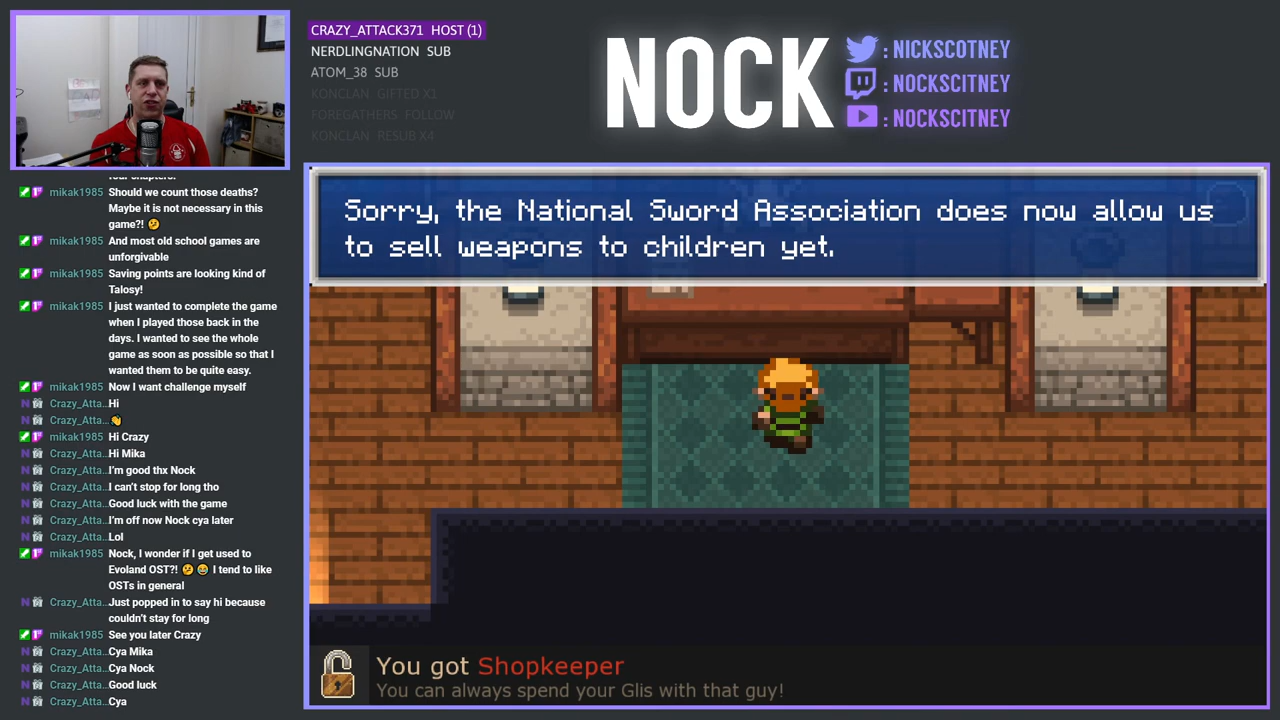 CRAZY_ATTACK371 HOST (1)
NERDLINGNATION SUB
ATOM_38 SUB
KONCLAN GIFTED X1
FOREGATHERS FOLLOW
KONCLAN RESUB X4
NOCK
: NICKSCOTNEY
: NOCKSCITNEY
: NOCKSCITNEY
mikak1985 Should we count those deaths?
Maybe it is not necessary in this
game?! 🤔
mikak1985 And most old school games are
unforgivable
mikak1985 Saving points are looking kind of
Talosy!
mikak1985 I just wanted to complete the game
when I played those back in the
days. I wanted to see the whole
game as soon as possible so that I
wanted them to be quite easy.
mikak1985 Now I want challenge myself
Crazy_Atta.. Hi
Crazy_Atta.. 👋
mikak1985 Hi Crazy
Crazy_Atta.. Hi Mika
Crazy_Atta.. I'm good thx Nock
Crazy_Atta.. I can't stop for long tho
Crazy_Atta.. Good luck with the game
Crazy_Atta.. I'm off now Nock cya later
Crazy_Atta.. Lol
mikak1985 Nock, I wonder if I get used to
Evoland OST?! 🤔 😂 I tend to like
OSTs in general
Crazy_Atta.. Just popped in to say hi because
couldn't stay for long
mikak1985 See you later Crazy
Crazy_Atta.. Cya Mika
Crazy_Atta.. Cya Nock
Crazy_Atta.. Good luck
Crazy_Atta.. Cya
Sorry, the National Sword Association does now allow us
to sell weapons to children yet.
You got Shopkeeper
You can always spend your Glis with that guy!